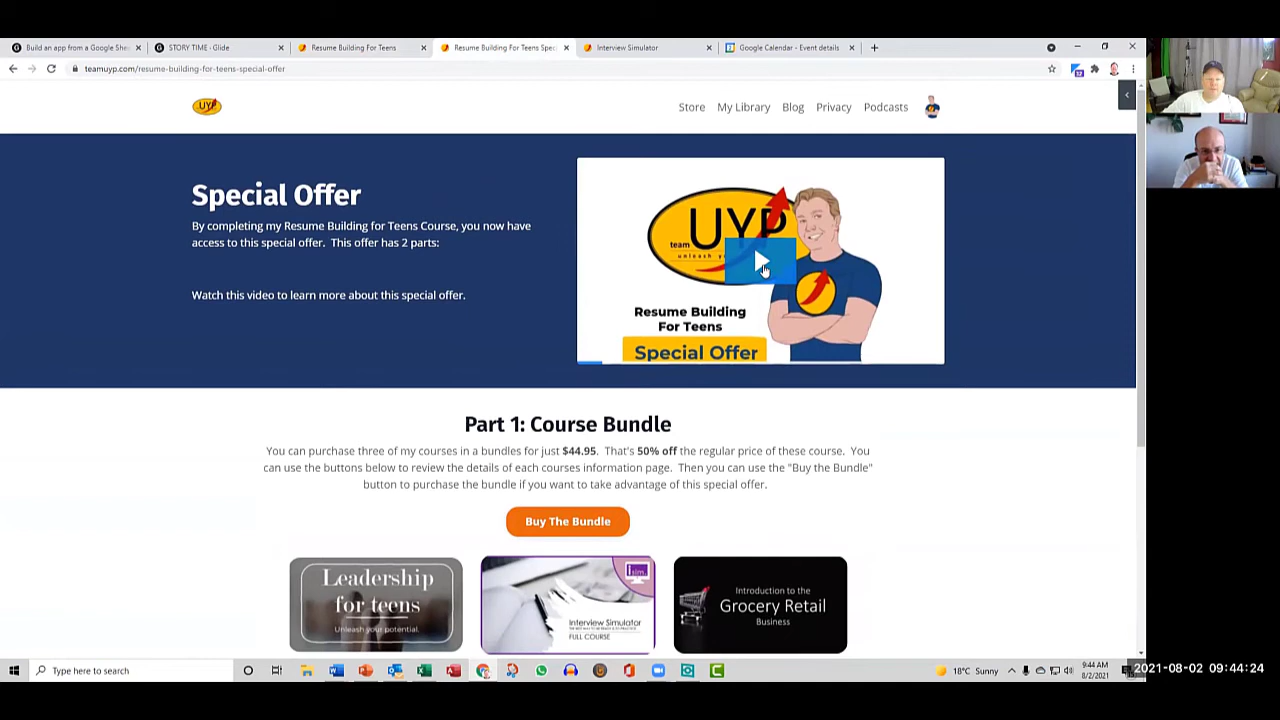 Build an app from a Google She
STORY TIME - Glide
Resume Building For Teens
Resume Building For Teens Spec
Interview Simulator
Google Calendar - Event details
teamuyp.com/resume-building-for-teens-special-offer
UYP
Store
My Library
Blog
Privacy
Podcasts
Special Offer
By completing my Resume Building for Teens Course, you now have
access to this special offer. This offer has 2 parts:
Watch this video to learn more about this special offer.
team UYP
Resume Building
For Teens
Special Offer
Part 1: Course Bundle
You can purchase three of my courses in a bundles for just $44.95. That's 50% off the regular price of these course. You
can use the buttons below to review the details of each courses information page. Then you can use the "Buy the Bundle"
button to purchase the bundle if you want to take advantage of this special offer.
Buy The Bundle
Leadership
for teens
Unleash your potential.
isim.
Interview Simulator
FULL COURSE
Introduction to the
Grocery Retail
Business
Type here to search
18°C Sunny
9:44 AM
8/2/2021
2021-08-02 09:44:24